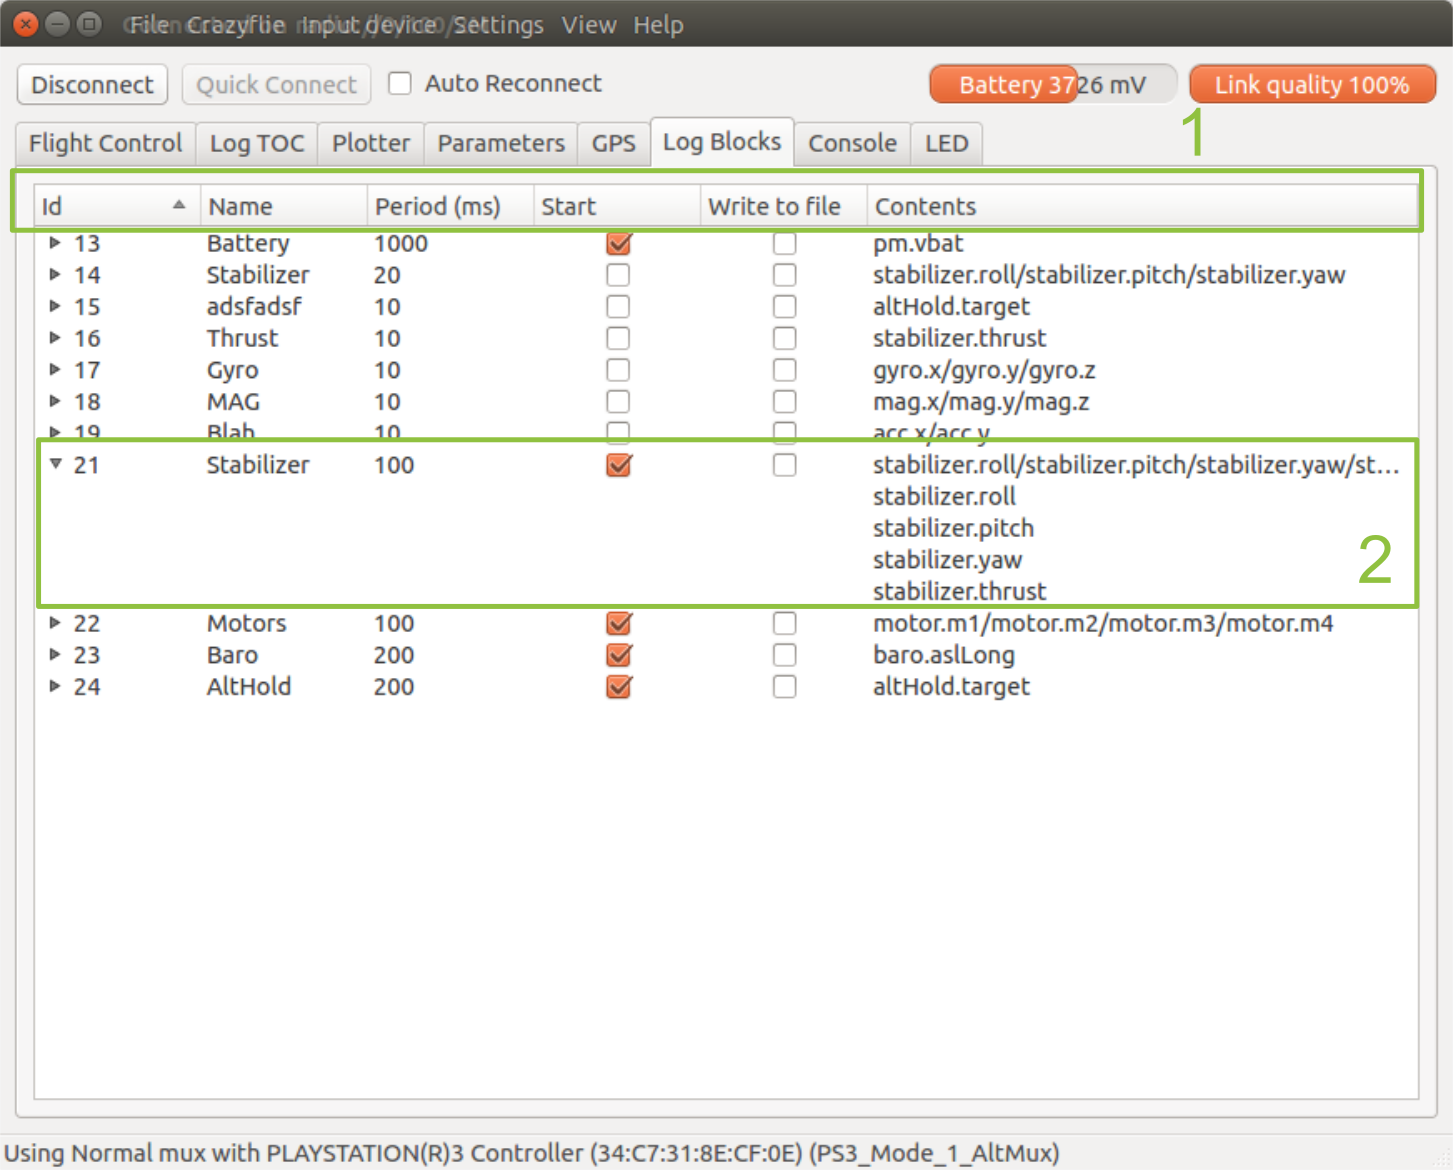 File Crazyflie Input device Settings View Help
Disconnect Quick Connect Auto Reconnect Battery 3726 mV Link quality 100%
1
Flight Control Log TOC Plotter Parameters GPS Log Blocks Console LED
Id Name Period (ms) Start Write to file Contents
13 Battery 1000 pm.vbat
14 Stabilizer 20 stabilizer.roll/stabilizer.pitch/stabilizer.yaw
15 adsfadsf 10 altHold.target
16 Thrust 10 stabilizer.thrust
17 Gyro 10 gyro.x/gyro.y/gyro.z
18 MAG 10 mag.x/mag.y/mag.z
19 Blah 10 acc.x/acc.y
21 Stabilizer 100 stabilizer.roll/stabilizer.pitch/stabilizer.yaw/st...
stabilizer.roll
stabilizer.pitch
stabilizer.yaw
2
stabilizer.thrust
22 Motors 100 motor.m1/motor.m2/motor.m3/motor.m4
23 Baro 200 baro.aslLong
24 AltHold 200 altHold.target
Using Normal mux with PLAYSTATION(R)3 Controller (34:C7:31:8E:CF:0E) (PS3_Mode_1_AltMux)